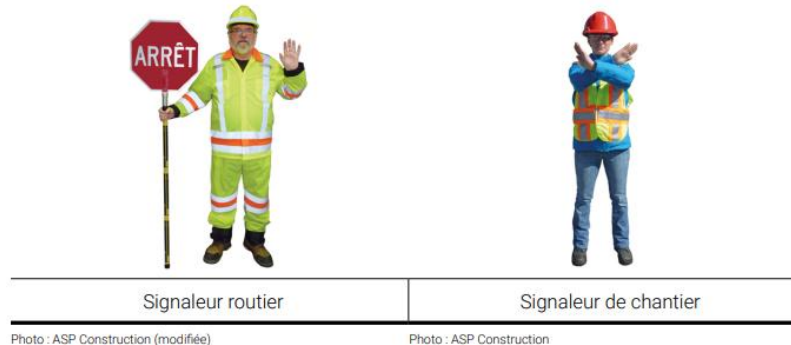 ARRÊT
Signaleur routier
Signaleur de chantier
Photo : ASP Construction (modifiée)
Photo : ASP Construction